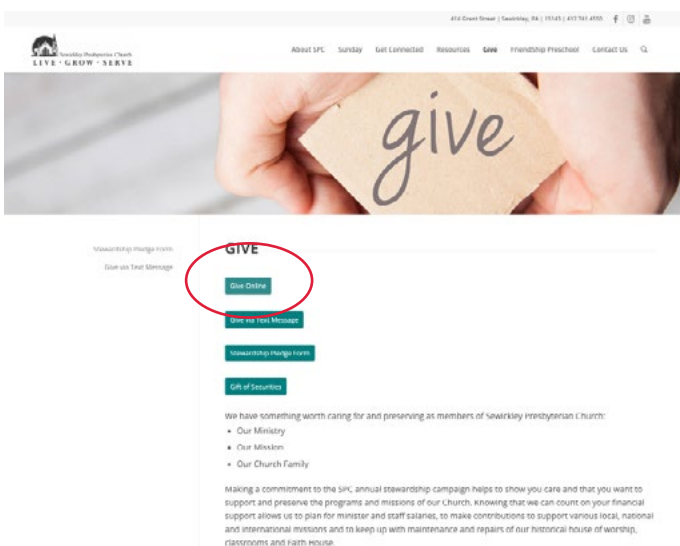 414 Grant Street | Sewickley, PA | 15143 | 412.741.4550
Sewickley Presbyterian Church
LIVE · GROW · SERVE
About SPC Sunday Get Connected Resources Give Friendship Preschool Contact Us
give
Stewardship Pledge Form
Give via Text Message
GIVE
Give Online
Give via Text Message
Stewardship Pledge Form
Gift of Securities
We have something worth caring for and preserving as members of Sewickley Presbyterian Church:
• Our Ministry
• Our Mission
• Our Church Family
Making a commitment to the SPC annual stewardship campaign helps to show you care and that you want to
support and preserve the programs and missions of our Church. Knowing that we can count on your financial
support allows us to plan for minister and staff salaries, to make contributions to support various local, national
and international missions and to keep up with maintenance and repairs of our historical house of worship,
classrooms and Faith House.